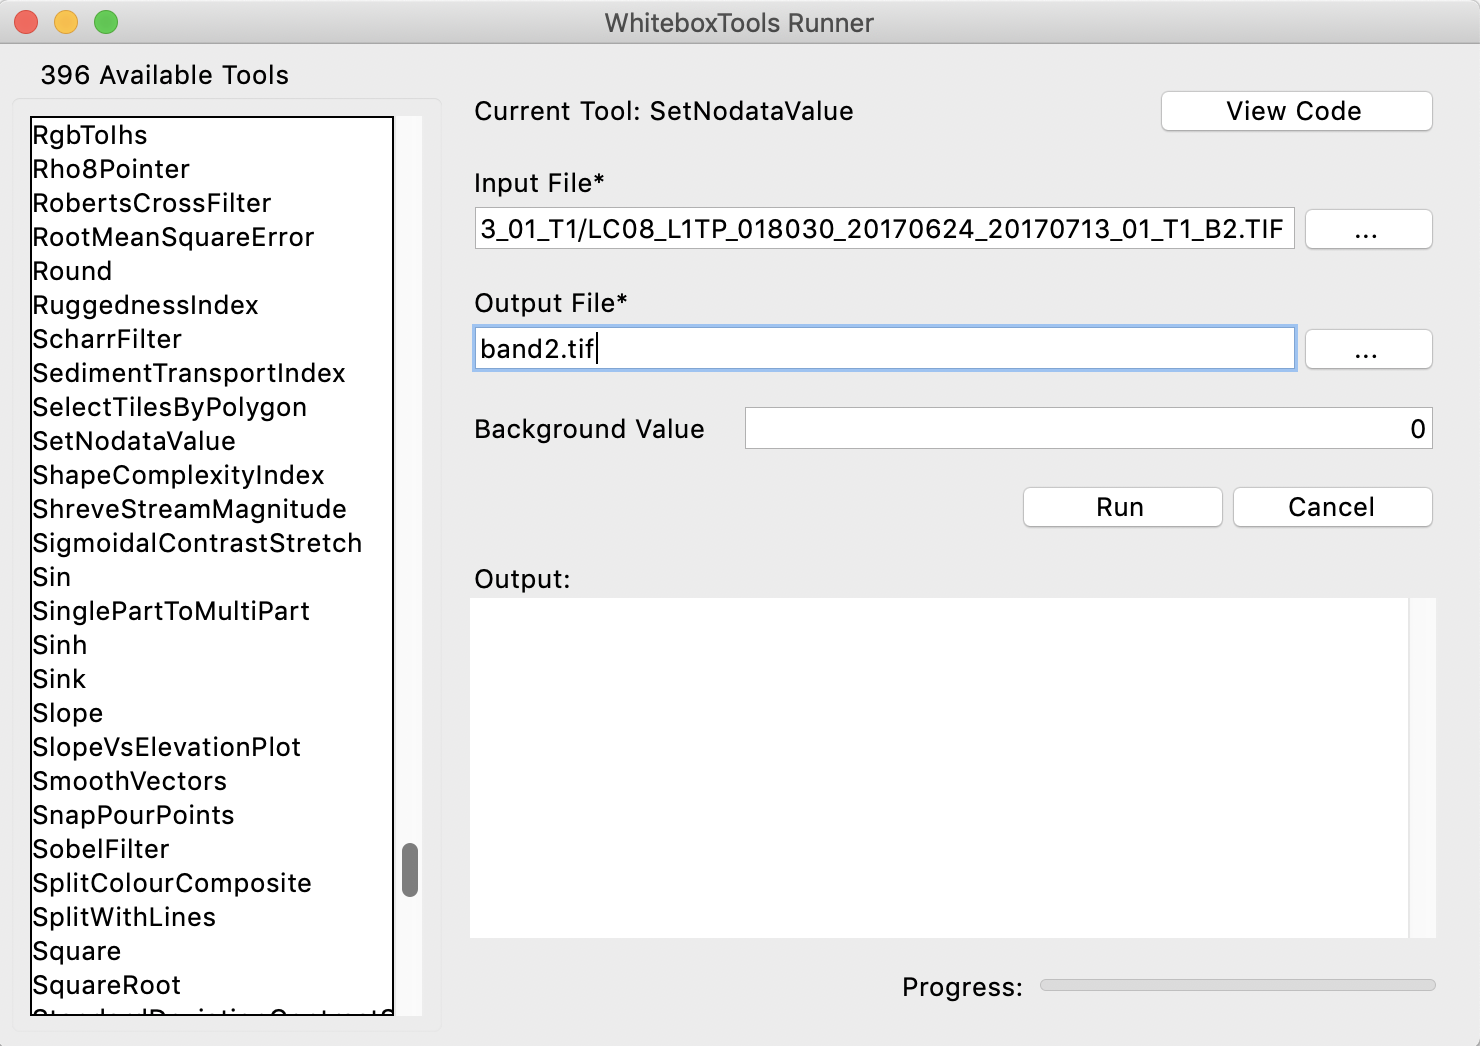 WhiteboxTools Runner
396 Available Tools
RgbToIhs
Rho8Pointer
RobertsCrossFilter
RootMeanSquareError
Round
RuggednessIndex
ScharrFilter
SedimentTransportIndex
SelectTilesByPolygon
SetNodataValue
ShapeComplexityIndex
ShreveStreamMagnitude
SigmoidalContrastStretch
Sin
SinglePartToMultiPart
Sinh
Sink
Slope
SlopeVsElevationPlot
SmoothVectors
SnapPourPoints
SobelFilter
SplitColourComposite
SplitWithLines
Square
SquareRoot
Current Tool: SetNodataValue
View Code
Input File*
3_01_T1/LC08_L1TP_018030_20170624_20170713_01_T1_B2.TIF
...
Output File*
band2.tif
...
Background Value
0
Run
Cancel
Output:
Progress: